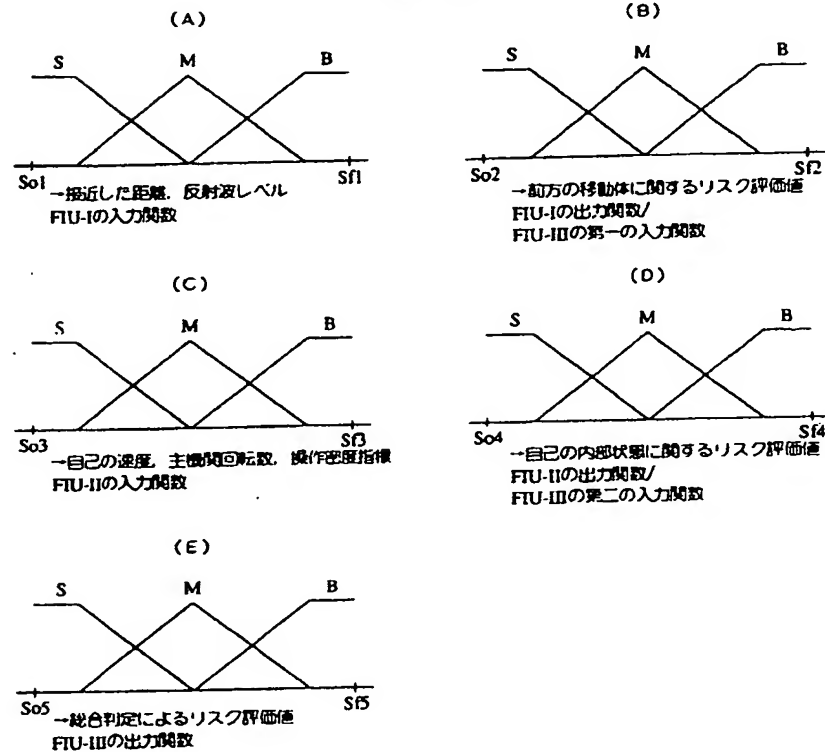 (A)
S
M
B
So1
Sf1
→接近した距離, 反射波レベル
FIU-Iの入力関数
(B)
S
M
B
So2
Sf2
→前方の移動体に関するリスク評価値
FIU-Iの出力関数/
FIU-IIIの第一の入力関数
(C)
S
M
B
So3
Sf3
→自己の速度, 主機関回転数, 操作密度指標
FIU-IIの入力関数
(D)
S
M
B
So4
Sf4
→自己の内部状態に関するリスク評価値
FIU-IIの出力関数/
FIU-IIIの第二の入力関数
(E)
S
M
B
So5
Sf5
→総合判定によるリスク評価値
FIU-IIIの出力関数